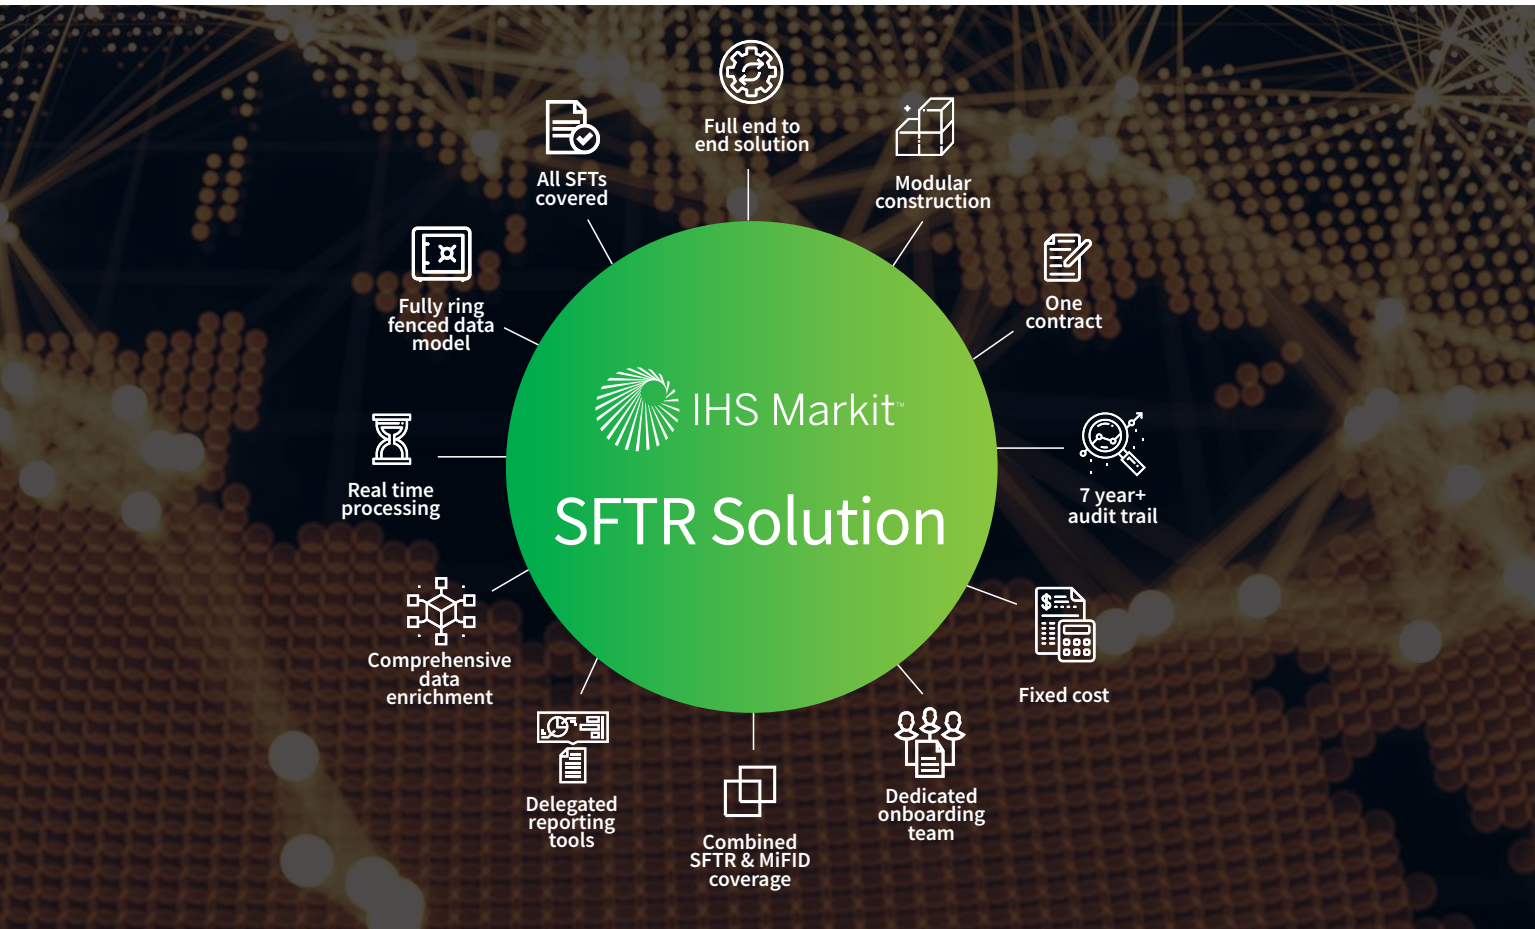 Full end to
end solution
All SFTs
covered
Modular
construction
Fully ring
fenced data
model
One
contract
IHS Markit™
SFTR Solution
Real time
processing
7 year+
audit trail
Comprehensive
data
enrichment
Fixed cost
Delegated
reporting
tools
Combined
SFTR & MiFID
coverage
Dedicated
onboarding
team